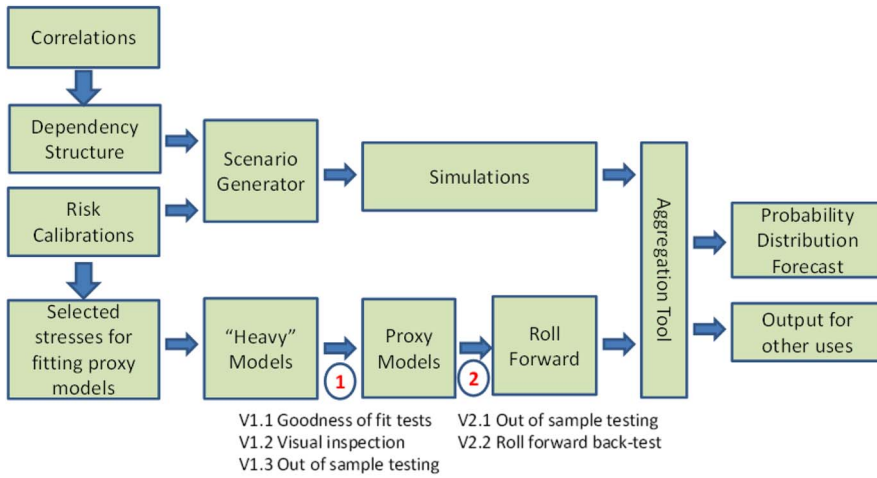 Correlations
Dependency
Structure
Scenario
Generator
Simulations
Risk
Calibrations
Aggregation Tool
Probability
Distribution
Forecast
Selected
stresses for
fitting proxy
models
“Heavy”
Models
Proxy
Models
Roll
Forward
Output for
other uses
1
2
V1.1 Goodness of fit tests
V1.2 Visual inspection
V1.3 Out of sample testing
V2.1 Out of sample testing
V2.2 Roll forward back-test